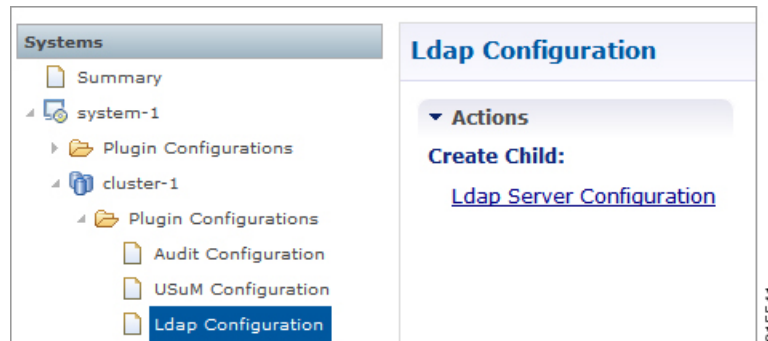 Systems
Summary
system-1
Plugin Configurations
cluster-1
Plugin Configurations
Audit Configuration
USuM Configuration
Ldap Configuration
Ldap Configuration
Actions
Create Child:
Ldap Server Configuration